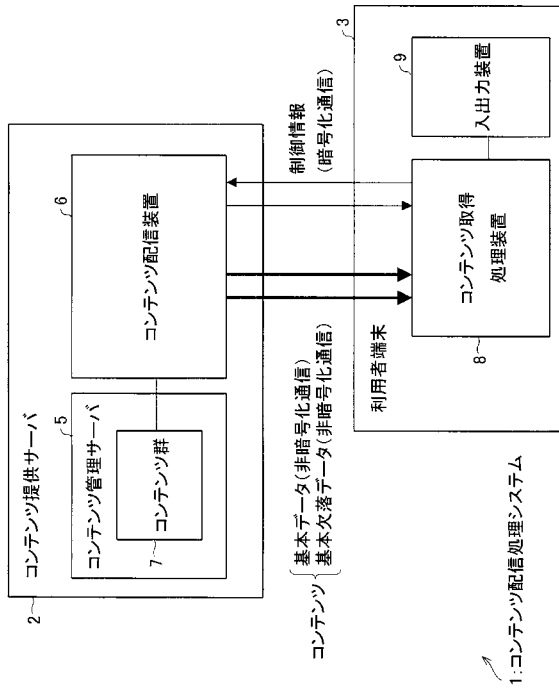 コンテンツ提供サーバ
2
コンテンツ管理サーバ
5
コンテンツ群
7
コンテンツ配信装置
6
コンテンツ
基本データ(非暗号化通信)
基本欠落データ(非暗号化通信)
制御情報
(暗号化通信)
利用者端末
3
コンテンツ取得
処理装置
8
入出力装置
9
1:コンテンツ配信処理システム